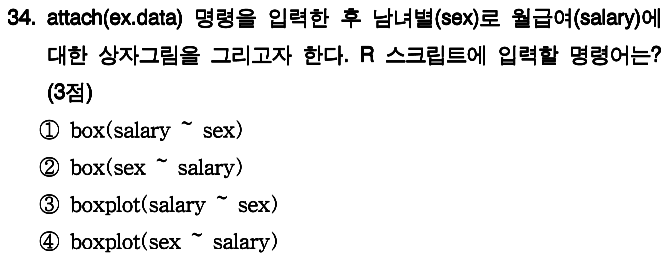 34. attach(ex.data) 명령을 입력한 후 남녀별(sex)로 월급여(salary)에
대한 상자그림을 그리고자 한다. R 스크립트에 입력할 명령어는?
(3점)
① box(salary ~ sex)
② box(sex ~ salary)
③ boxplot(salary ~ sex)
④ boxplot(sex ~ salary)